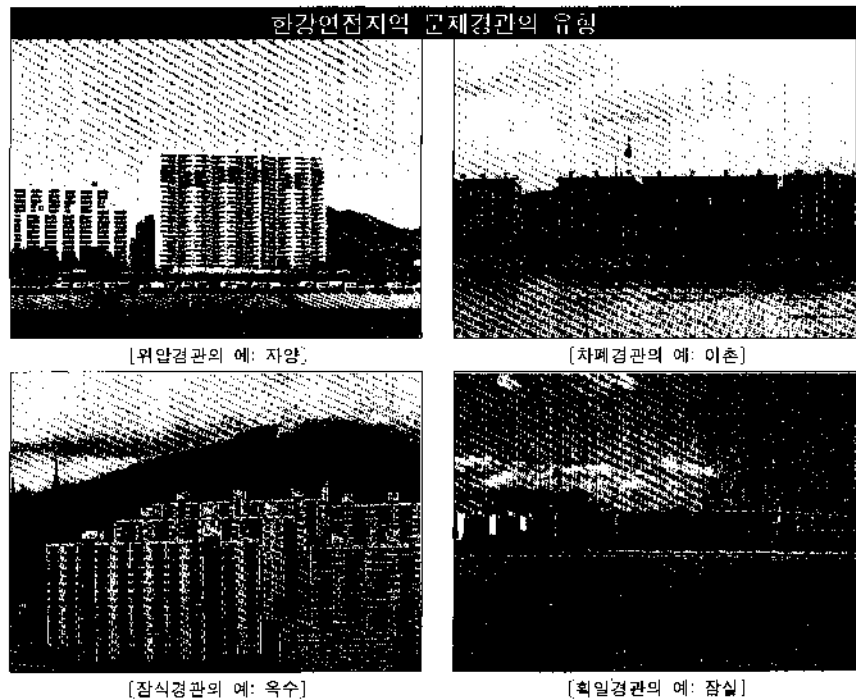 한강연접지역 문제경관의 유형
[위압경관의 예: 자양]
[차폐경관의 예: 이촌]
[잠식경관의 예: 옥수]
[획일경관의 예: 잠실]